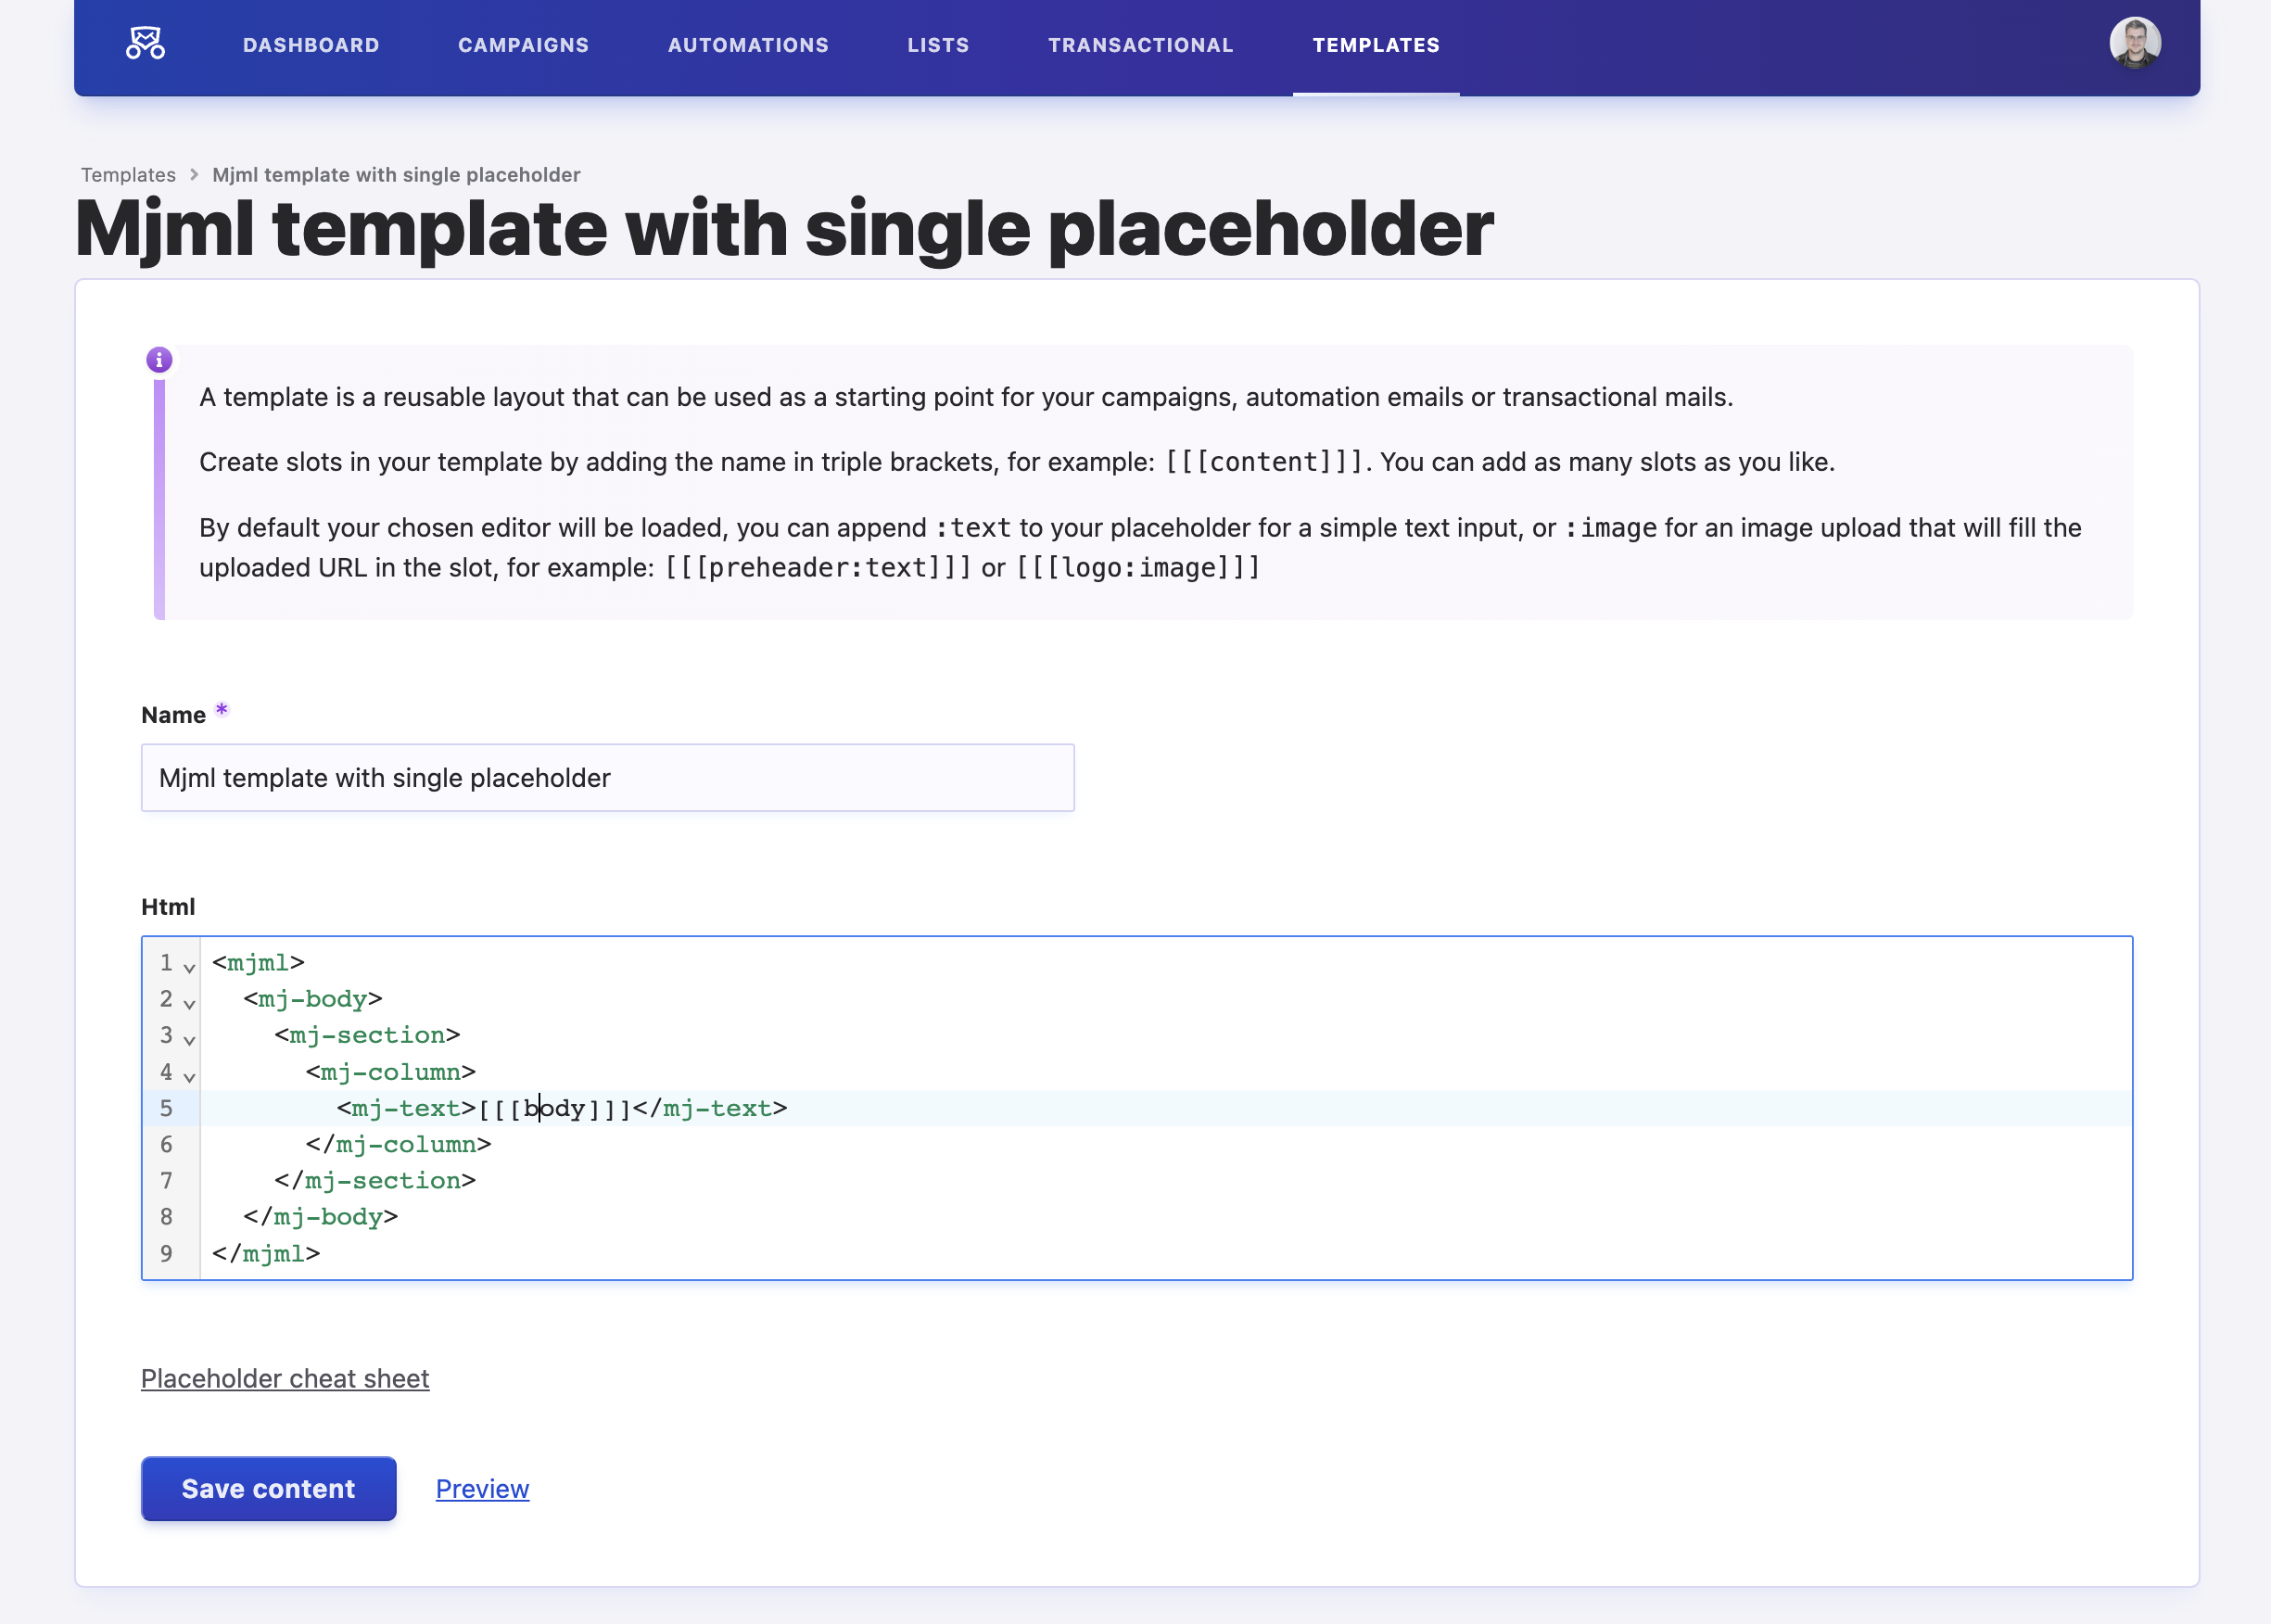 DASHBOARD CAMPAIGNS AUTOMATIONS LISTS TRANSACTIONAL TEMPLATES
Templates > Mjml template with single placeholder
Mjml template with single placeholder
A template is a reusable layout that can be used as a starting point for your campaigns, automation emails or transactional mails.
Create slots in your template by adding the name in triple brackets, for example: [[[content]]]. You can add as many slots as you like.
By default your chosen editor will be loaded, you can append :text to your placeholder for a simple text input, or :image for an image upload that will fill the
uploaded URL in the slot, for example: [[[preheader:text]]] or [[[logo:image]]]
Name *
Mjml template with single placeholder
Html
1 <mjml>
2   <mj-body>
3     <mj-section>
4       <mj-column>
5         <mj-text>[[[body]]]</mj-text>
6       </mj-column>
7     </mj-section>
8   </mj-body>
9 </mjml>
Placeholder cheat sheet
Save content Preview